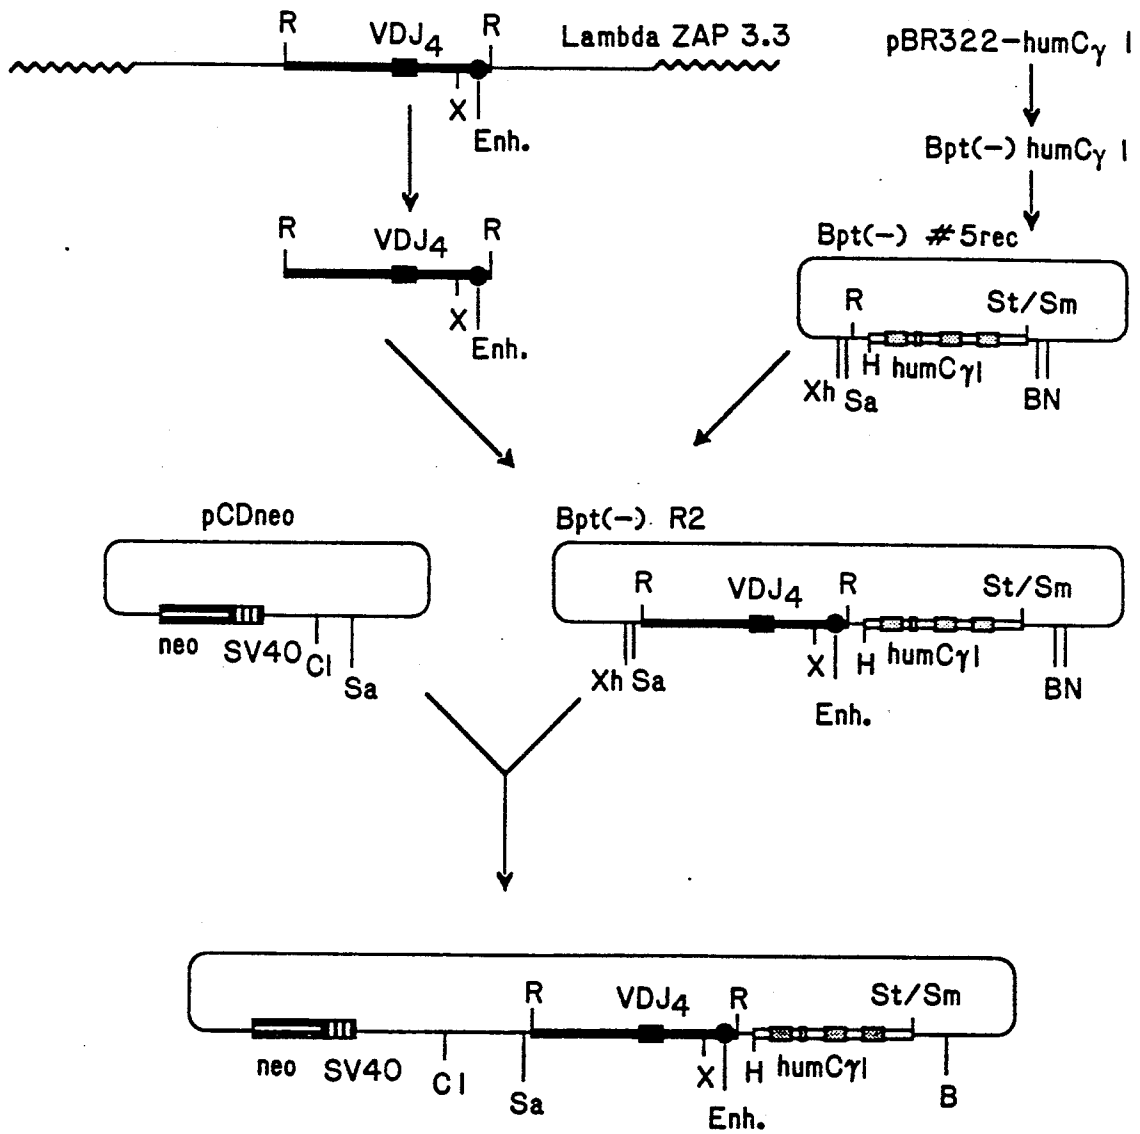 R VDJ4 R Lambda ZAP 3.3
X
Enh.
pBR322-humCγ 1
Bpt(-) humCγ 1
R VDJ4 R
X
Enh.
Bpt(-) #5rec
R St/Sm
H humCγ1
Xh Sa BN
pCDneo
neo SV40 Cl
Sa
Bpt(-) R2
R VDJ4 R St/Sm
X H humCγ1
Xh Sa BN
Enh.
R VDJ4 R St/Sm
neo SV40 Cl X H humCγ1
Sa B
Enh.